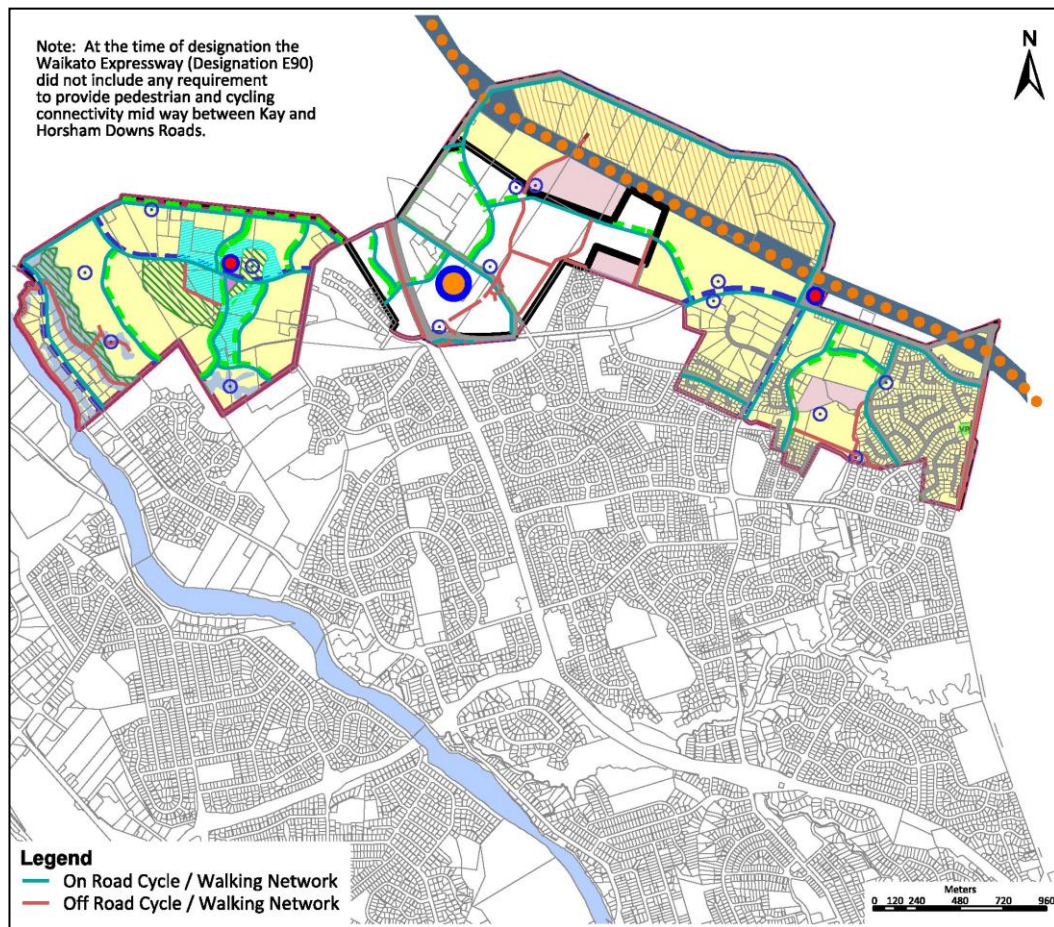 Note: At the time of designation the
Waikato Expressway (Designation E90)
did not include any requirement
to provide pedestrian and cycling
connectivity mid way between Kay and
Horsham Downs Roads.
N
VP
Legend
On Road Cycle / Walking Network
Off Road Cycle / Walking Network
Meters
0 120 240 480 720 960